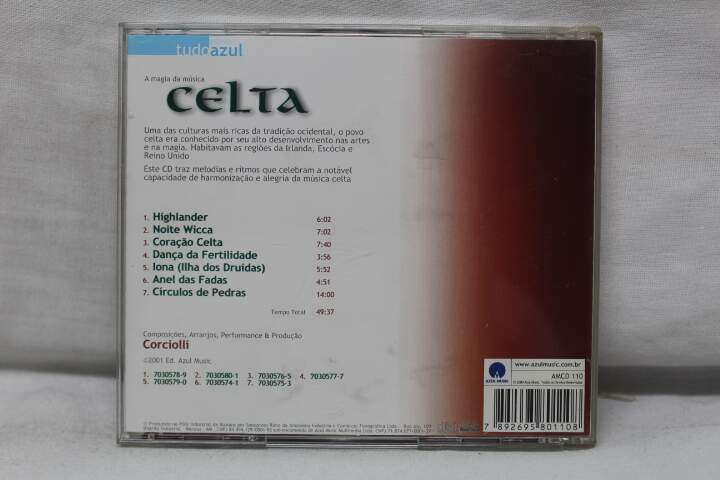 tudoazul
A magia da música
CELTA
Uma das culturas mais ricas da tradição ocidental, o povo
celta era conhecido por seu alto desenvolvimento nas artes
e na magia. Habitavam as regiões da Irlanda, Escócia e
Reino Unido
Este CD traz melodias e ritmos que celebram a notável
capacidade de harmonização e alegria da música celta
1. Highlander 6:02
2. Noite Wicca 7:02
3. Coração Celta 7:40
4. Dança da Fertilidade 3:56
5. Iona (Ilha dos Druidas) 5:52
6. Anel das Fadas 4:51
7. Círculos de Pedras 14:00
Tempo Total 49:37
Composições, Arranjos, Performance & Produção
Corciolli
©2001 Ed. Azul Music
1. 7030578-9 2. 7030580-1 3. 7030576-5 4. 7030577-7
5. 7030579-0 6. 7030574-1 7. 7030575-3
www.azulmusic.com.br
AZUL MUSIC
AMCD 110
7 892695 801108